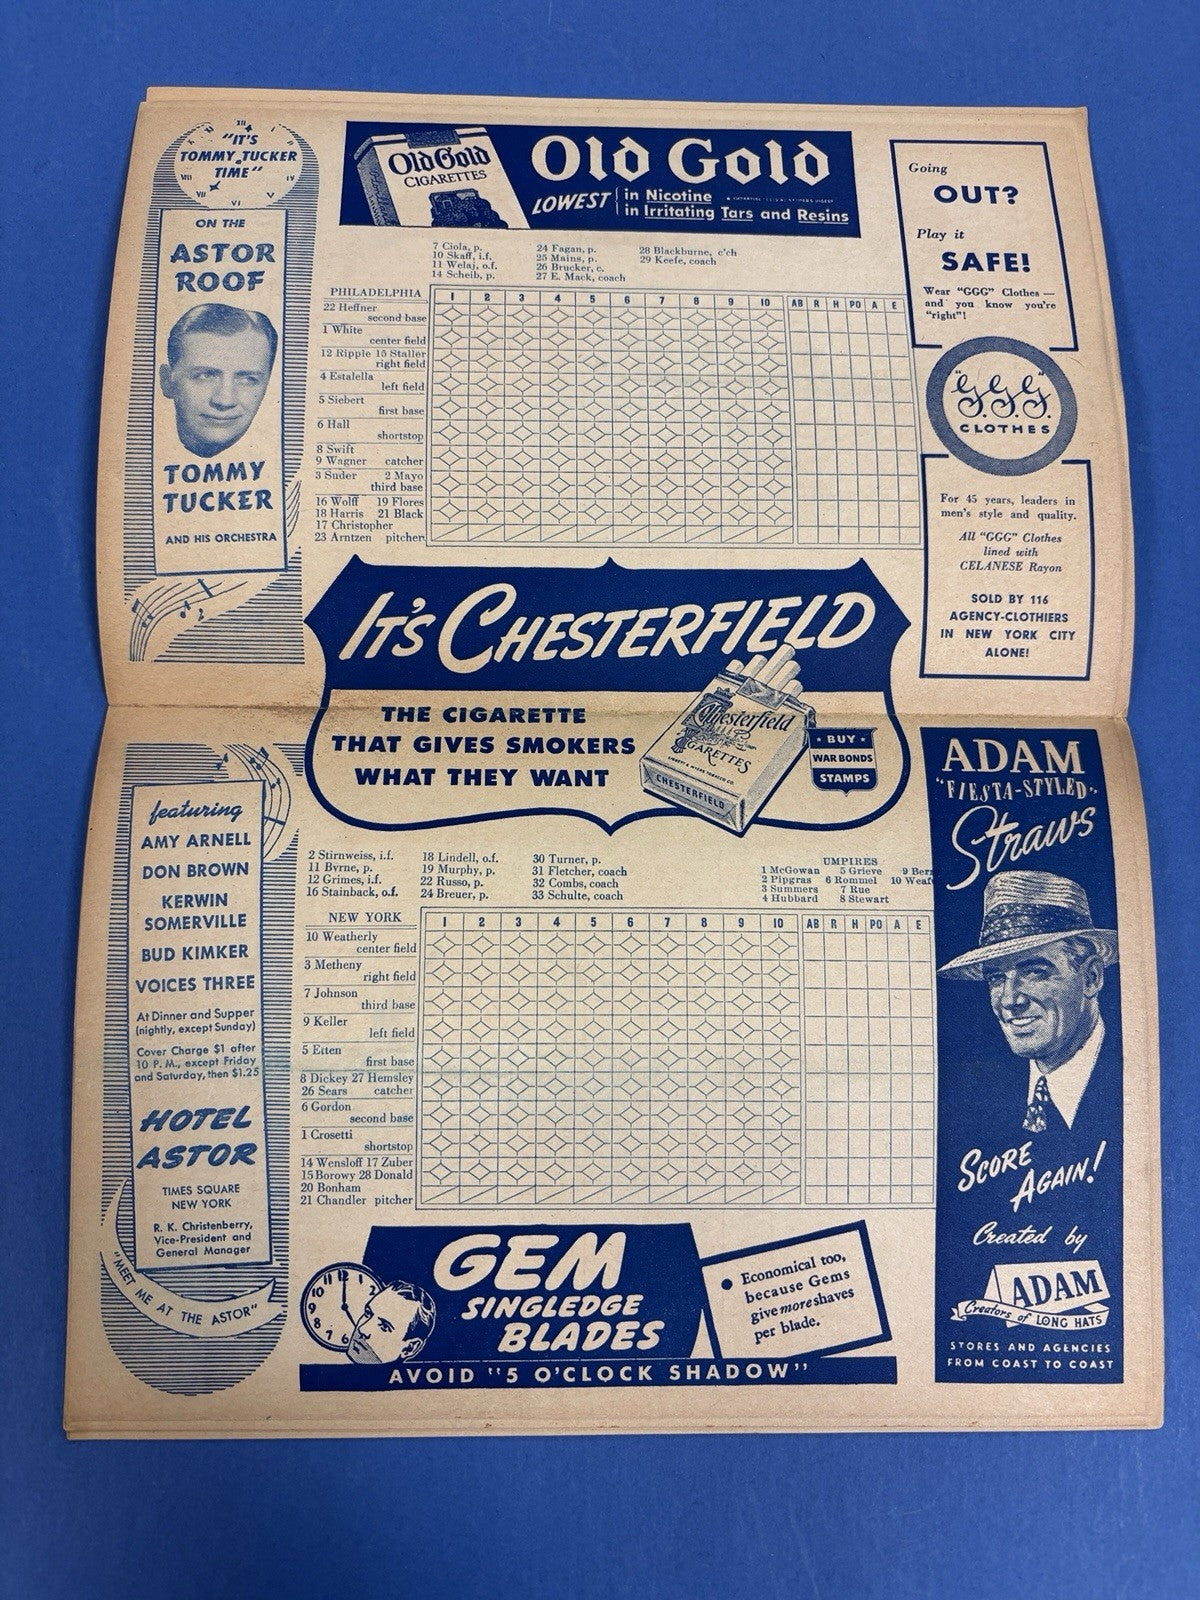 "IT'S
TOMMY TUCKER
TIME"
ON THE
ASTOR
ROOF
TOMMY
TUCKER
AND HIS ORCHESTRA
Old Gold
CIGARETTES
Old Gold
LOWEST
in Nicotine
in Irritating Tars and Resins
7 Ciola, p.
10 Skaff, i.f.
11 Welaj, o.f.
14 Scheib, p.
24 Fagan, p.
25 Mains, p.
26 Brucker, c.
27 E. Mack, coach
28 Blackburne, c'ch
29 Keefe, coach
PHILADELPHIA 1 2 3 4 5 6 7 8 9 10 AB R H PO A E
22 Heffner
second base
1 White
center field
12 Ripple 15 Staller
right field
4 Estalella
left field
5 Siebert
first base
6 Hall
shortstop
8 Swift
9 Wagner catcher
3 Suder 2 Mayo
third base
16 Wolff 19 Flores
18 Harris 21 Black
17 Christopher
23 Arntzen pitcher
Going
OUT?
Play it
SAFE!
Wear "GGG" Clothes —
and you know you're
"right"!
"G.G.G."
CLOTHES
For 45 years, leaders in
men's style and quality.
All "GGG" Clothes
lined with
CELANESE Rayon
SOLD BY 116
AGENCY-CLOTHIERS
IN NEW YORK CITY
ALONE!
IT'S CHESTERFIELD
THE CIGARETTE
THAT GIVES SMOKERS
WHAT THEY WANT
Chesterfield
CIGARETTES
LIGGETT & MYERS TOBACCO CO.
CHESTERFIELD
BUY
WAR BONDS
STAMPS
featuring
AMY ARNELL
DON BROWN
KERWIN
SOMERVILLE
BUD KIMKER
VOICES THREE
At Dinner and Supper
(nightly, except Sunday)
Cover Charge $1 after
10 P. M., except Friday
and Saturday, then $1.25
HOTEL
ASTOR
TIMES SQUARE
NEW YORK
R. K. Christenberry,
Vice-President and
General Manager
"MEET ME AT THE ASTOR"
2 Stirnweiss, i.f.
11 Byrne, p.
12 Grimes, i.f.
16 Stainback, o.f.
18 Lindell, o.f.
19 Murphy, p.
22 Russo, p.
24 Breuer, p.
30 Turner, p.
31 Fletcher, coach
32 Combs, coach
33 Schulte, coach
UMPIRES
1 McGowan 5 Grieve 9 Berr
2 Pipgras 6 Rommel 10 Weaf
3 Summers 7 Rue
4 Hubbard 8 Stewart
NEW YORK 1 2 3 4 5 6 7 8 9 10 AB R H PO A E
10 Weatherly
center field
3 Metheny
right field
7 Johnson
third base
9 Keller
left field
5 Etten
first base
8 Dickey 27 Hemsley
26 Sears catcher
6 Gordon
second base
1 Crosetti
shortstop
14 Wensloff 17 Zuber
15 Borowy 28 Donald
20 Bonham
21 Chandler pitcher
ADAM
"FIESTA-STYLED"
Straws
SCORE
AGAIN!
Created by
ADAM
Creators of LONG HATS
STORES AND AGENCIES
FROM COAST TO COAST
GEM
SINGLEDGE
BLADES
Economical too,
because Gems
give more shaves
per blade.
AVOID "5 O'CLOCK SHADOW"